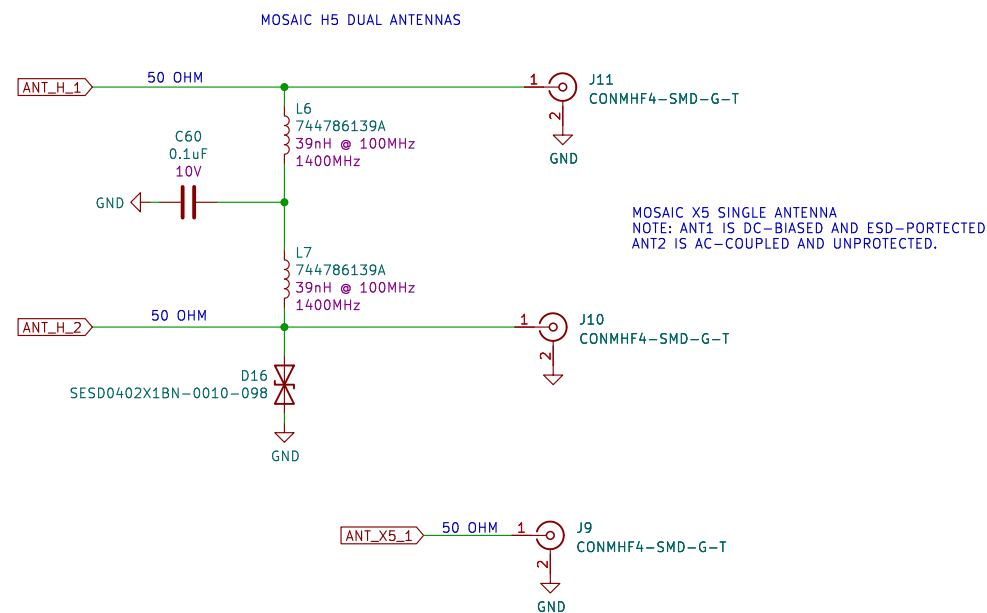 MOSAIC H5 DUAL ANTENNAS
ANT_H_1
50 OHM
1
J11
CONMHF4-SMD-G-T
2
GND
L6
744786139A
39nH @ 100MHz
1400MHz
C60
0.1uF
10V
GND
MOSAIC X5 SINGLE ANTENNA
NOTE: ANT1 IS DC-BIASED AND ESD-PORTECTED
ANT2 IS AC-COUPLED AND UNPROTECTED.
L7
744786139A
39nH @ 100MHz
1400MHz
ANT_H_2
50 OHM
1
J10
CONMHF4-SMD-G-T
2
D16
SESD0402X1BN-0010-098
GND
ANT_X5_1
50 OHM
1
J9
CONMHF4-SMD-G-T
2
GND